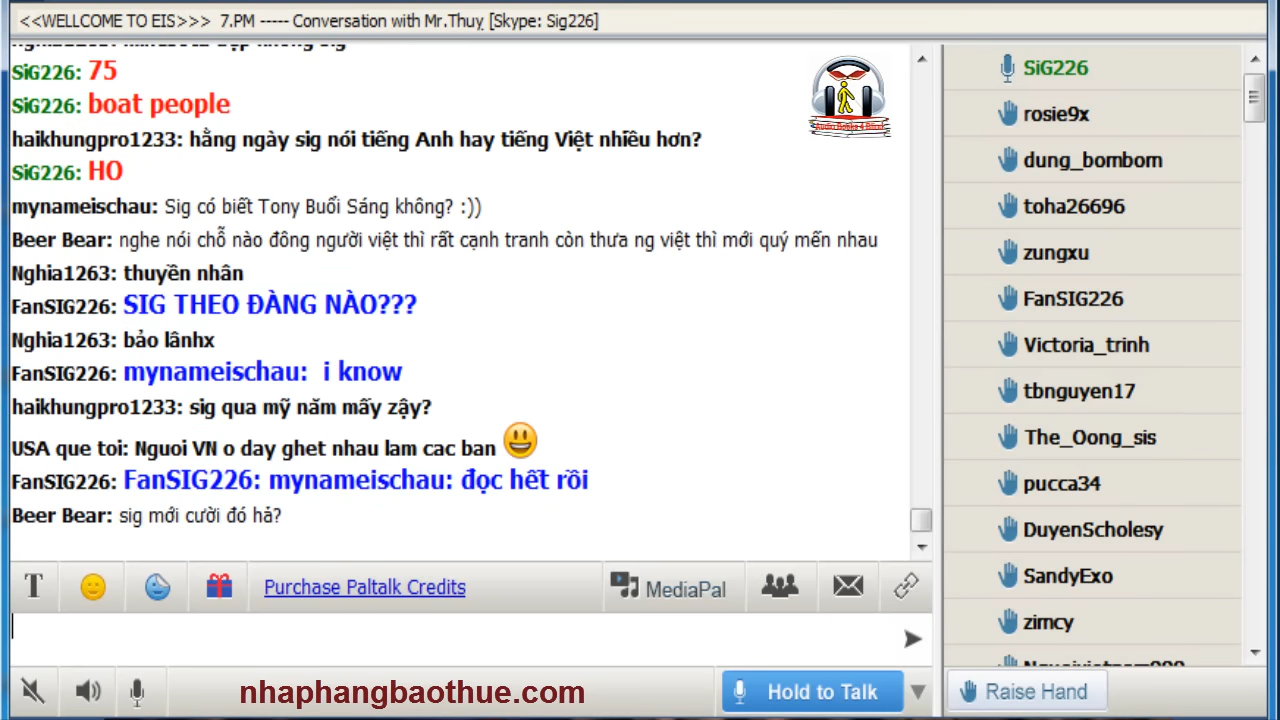 <<WELLCOME TO EIS>>> 7.PM ----- Conversation with Mr.Thuỵ [Skype: Sig226]
SiG226: 75
SiG226: boat people
haikhungpro1233: hằng ngày sig nói tiếng Anh hay tiếng Việt nhiều hơn?
SiG226: HO
mynameischau: Sig có biết Tony Buổi Sáng không? :))
Beer Bear: nghe nói chỗ nào đông người việt thì rất cạnh tranh còn thưa ng việt thì mới quý mến nhau
Nghia1263: thuyền nhân
FanSIG226: SIG THEO ĐÀNG NÀO???
Nghia1263: bảo lãnhx
FanSIG226: mynameischau: i know
haikhungpro1233: sig qua mỹ năm mấy zậy?
USA que toi: Nguoi VN o day ghet nhau lam cac ban
FanSIG226: FanSIG226: mynameischau: đọc hết rồi
Beer Bear: sig mới cười đó hả?
T
Purchase Paltalk Credits
MediaPal
nhaphangbaothue.com
Hold to Talk
SiG226
rosie9x
dung_bombom
toha26696
zungxu
FanSIG226
Victoria_trinh
tbnguyen17
The_Oong_sis
pucca34
DuyenScholesy
SandyExo
zimcy
Raise Hand